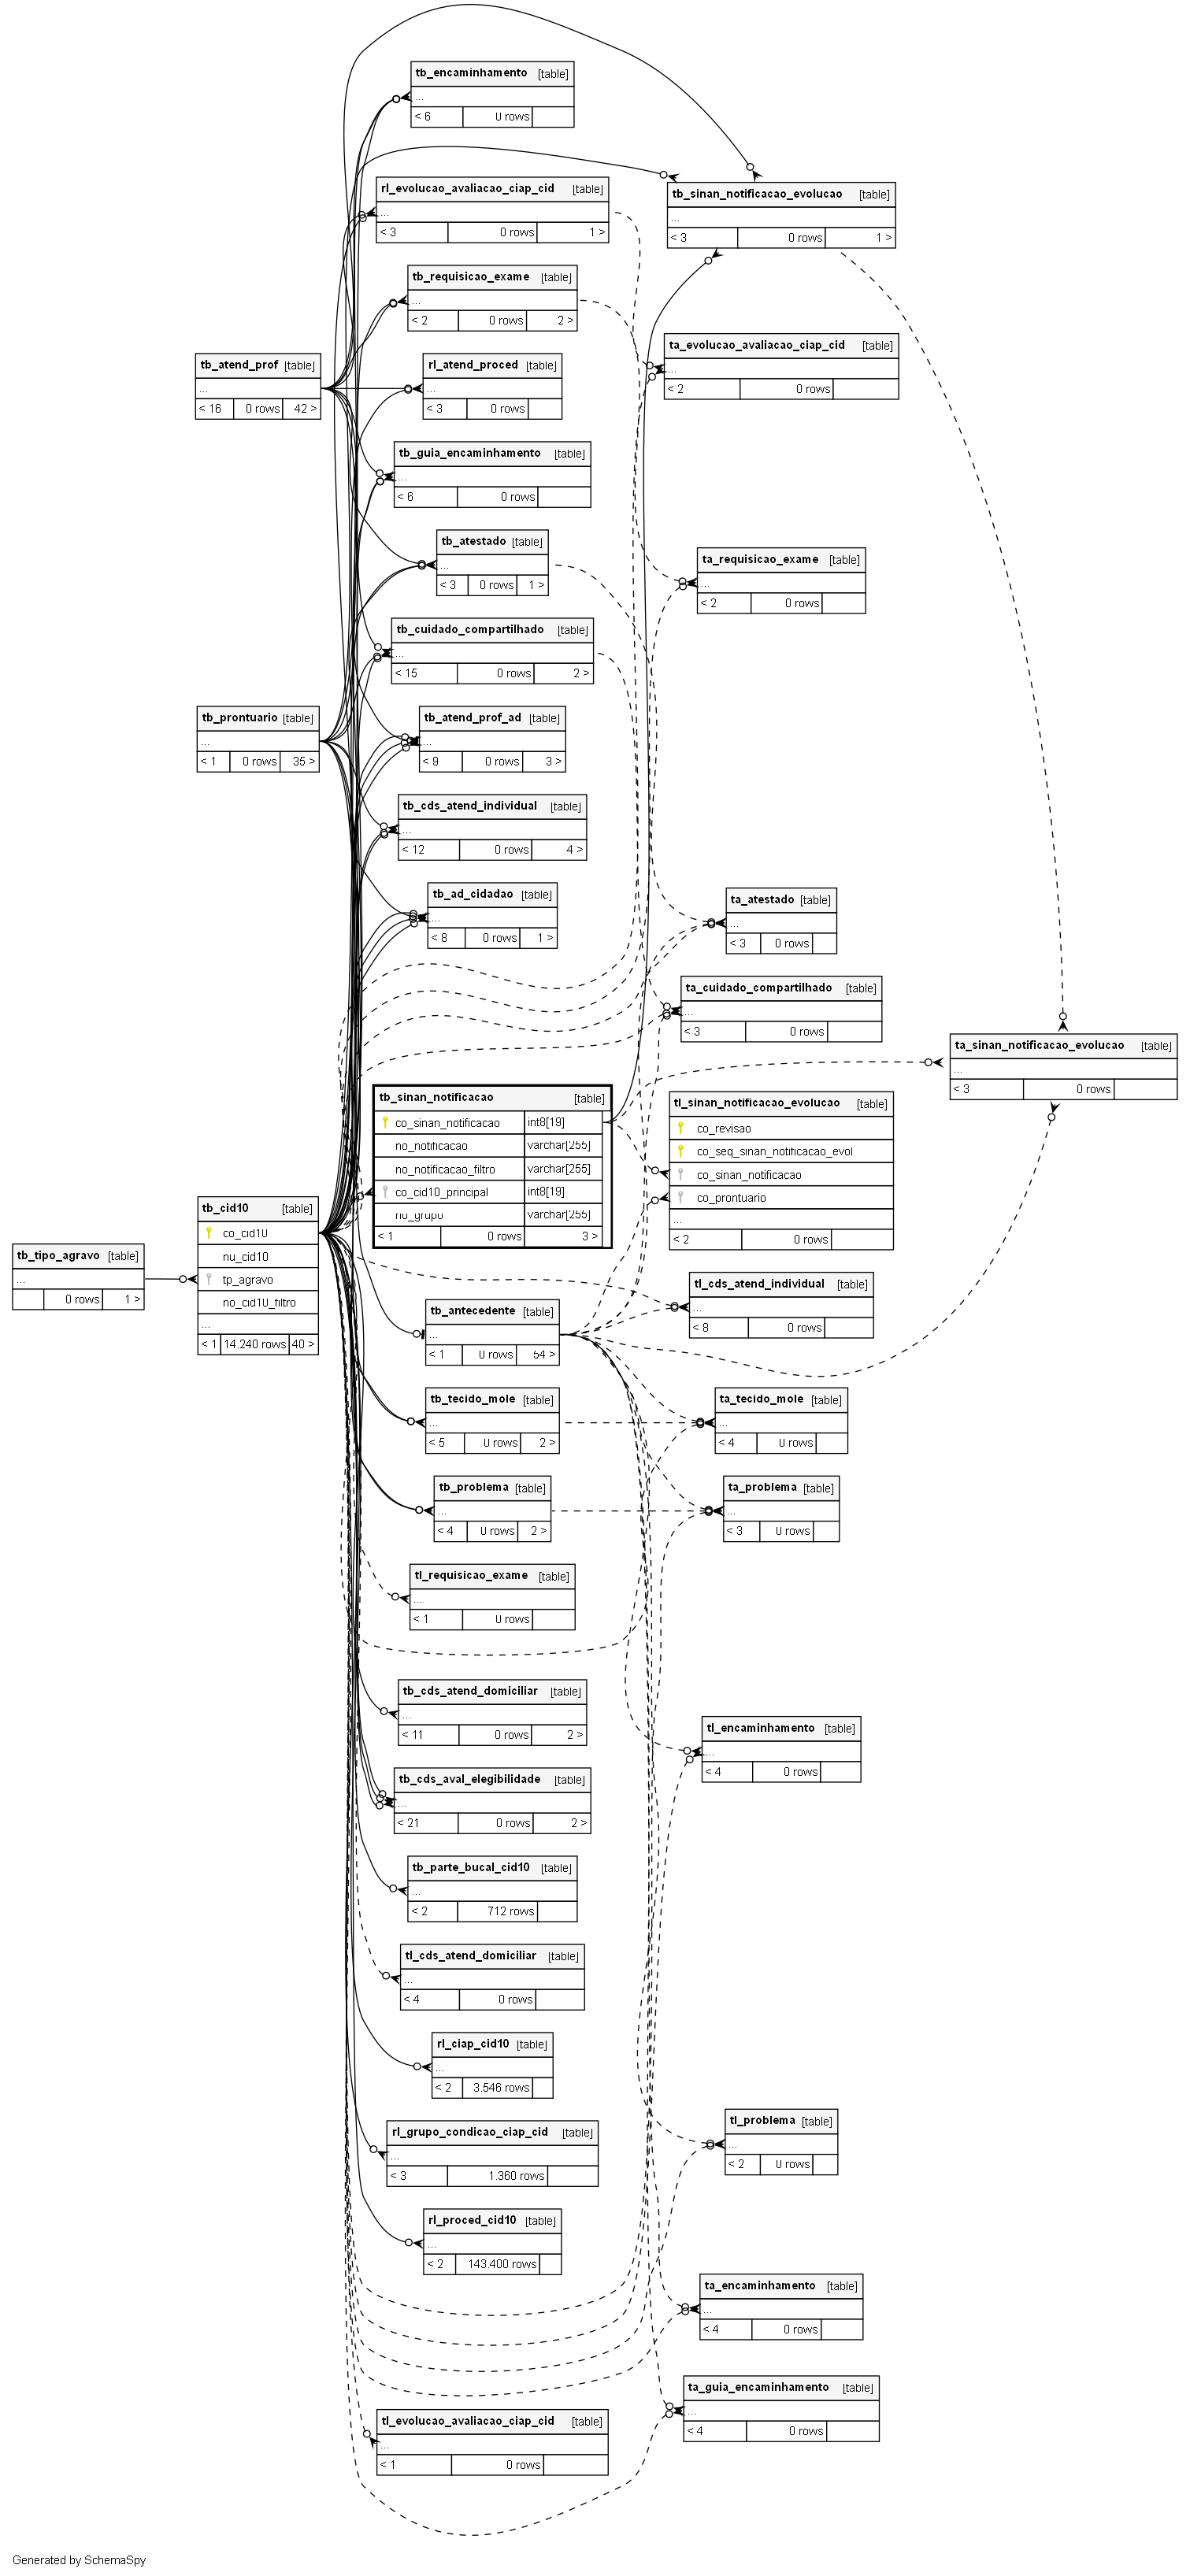 tb_encaminhamento [table]
...
< 6 0 rows
rl_evolucao_avaliacao_ciap_cid [table]
...
< 3 0 rows 1 >
tb_sinan_notificacao_evolucao [table]
...
< 3 0 rows 1 >
tb_requisicao_exame [table]
...
< 2 0 rows 2 >
ta_evolucao_avaliacao_ciap_cid [table]
...
< 2 0 rows
tb_atend_prof [table]
...
< 16 0 rows 42 >
rl_atend_proced [table]
...
< 3 0 rows
tb_guia_encaminhamento [table]
...
< 6 0 rows
tb_atestado [table]
...
< 3 0 rows 1 >
ta_requisicao_exame [table]
...
< 2 0 rows
tb_cuidado_compartilhado [table]
...
< 15 0 rows 2 >
tb_prontuario [table]
...
< 1 0 rows 35 >
tb_atend_prof_ad [table]
...
< 9 0 rows 3 >
tb_cds_atend_individual [table]
...
< 12 0 rows 4 >
tb_ad_cidadao [table]
...
< 8 0 rows 1 >
ta_atestado [table]
...
< 3 0 rows
ta_cuidado_compartilhado [table]
...
< 3 0 rows
ta_sinan_notificacao_evolucao [table]
...
< 3 0 rows
tb_sinan_notificacao [table]
co_sinan_notificacao int8[19]
no_notificacao varchar[255]
no_notificacao_filtro varchar[255]
co_cid10_principal int8[19]
no_grupo varchar[255]
< 1 0 rows 3 >
tl_sinan_notificacao_evolucao [table]
co_revisao
co_seq_sinan_notificacao_evol
co_sinan_notificacao
co_prontuario
...
< 2 0 rows
tb_cid10 [table]
co_cid10
nu_cid10
tp_agravo
no_cid10_filtro
...
< 1 14.240 rows 40 >
tb_tipo_agravo [table]
...
0 rows 1 >
tl_cds_atend_individual [table]
...
< 8 0 rows
tb_antecedente [table]
...
< 1 0 rows 54 >
tb_tecido_mole [table]
...
< 5 0 rows 2 >
ta_tecido_mole [table]
...
< 4 0 rows
tb_problema [table]
...
< 4 0 rows 2 >
ta_problema [table]
...
< 3 0 rows
tl_requisicao_exame [table]
...
< 1 0 rows
tb_cds_atend_domiciliar [table]
...
< 11 0 rows 2 >
tl_encaminhamento [table]
...
< 4 0 rows
tb_cds_aval_elegibilidade [table]
...
< 21 0 rows 2 >
tb_parte_bucal_cid10 [table]
...
< 2 712 rows
tl_cds_atend_domiciliar [table]
...
< 4 0 rows
rl_ciap_cid10 [table]
...
< 2 3.546 rows
rl_grupo_condicao_ciap_cid [table]
...
< 3 1.360 rows
tl_problema [table]
...
< 2 0 rows
rl_proced_cid10 [table]
...
< 2 143.400 rows
ta_encaminhamento [table]
...
< 4 0 rows
ta_guia_encaminhamento [table]
...
< 4 0 rows
tl_evolucao_avaliacao_ciap_cid [table]
...
< 1 0 rows
Generated by SchemaSpy